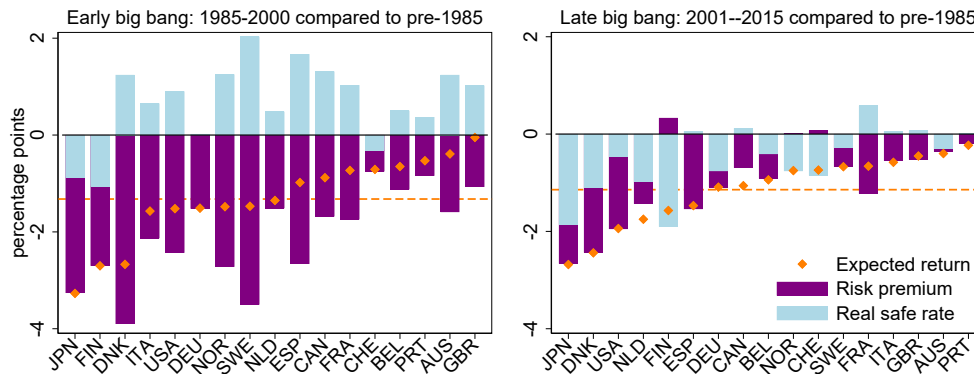 Early big bang: 1985-2000 compared to pre-1985
Late big bang: 2001--2015 compared to pre-1985
percentage points
2
0
-2
-4
JPN FIN DNK ITA USA DEU NOR SWE NLD ESP CAN FRA CHE BEL PRT AUS GBR
2
0
-2
-4
Expected return
Risk premium
Real safe rate
JPN DNK USA NLD FIN ESP DEU CAN BEL NOR CHE SWE FRA ITA GBR AUS PRT